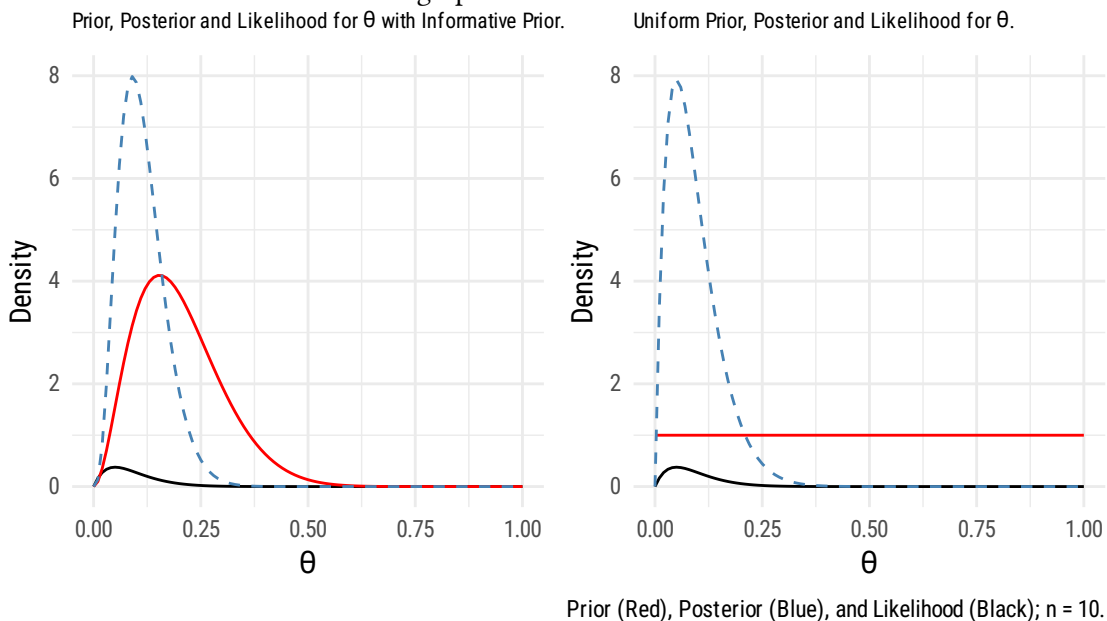 Prior, Posterior and Likelihood for θ with Informative Prior.
Uniform Prior, Posterior and Likelihood for θ.
Density
8
6
4
2
0
0.00 0.25 0.50 0.75 1.00
θ
Density
8
6
4
2
0
0.00 0.25 0.50 0.75 1.00
θ
Prior (Red), Posterior (Blue), and Likelihood (Black); n = 10.